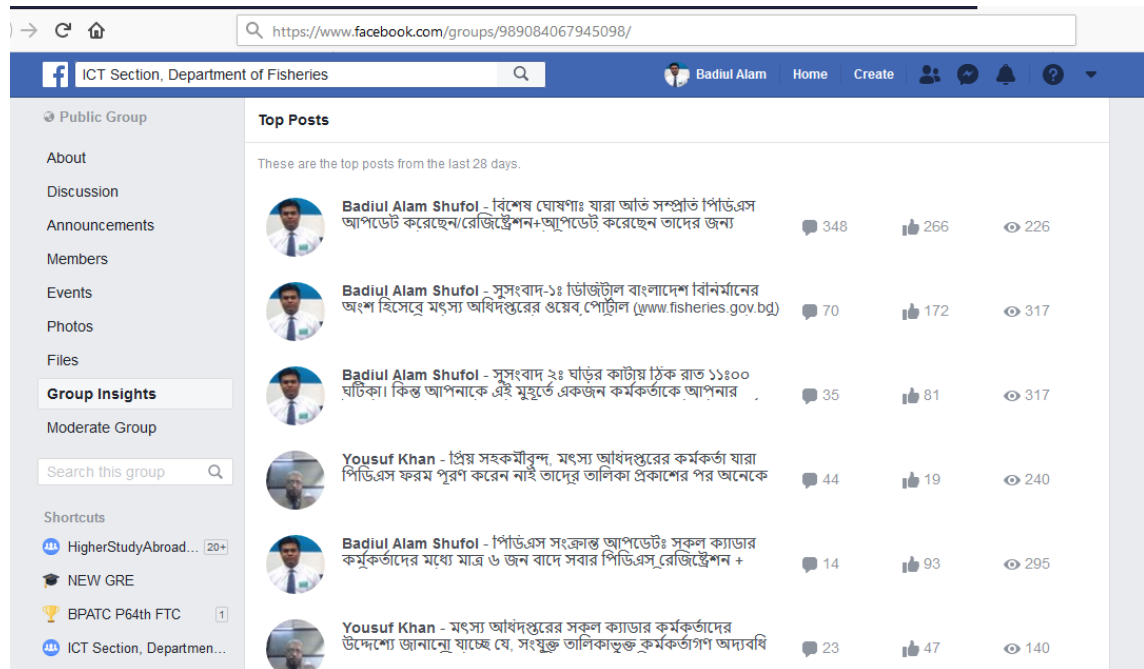 https://www.facebook.com/groups/989084067945098/
ICT Section, Department of Fisheries
Badiul Alam Home Create
Public Group
About
Discussion
Announcements
Members
Events
Photos
Files
Group Insights
Moderate Group
Search this group
Shortcuts
HigherStudyAbroad... 20+
NEW GRE
BPATC P64th FTC 1
ICT Section, Departmen...
Top Posts
These are the top posts from the last 28 days.
Badiul Alam Shufol - বিশেষ ঘোষণাঃ যারা অতি সম্প্রতি পিডিএস
আপডেট করেছেন/রেজিষ্ট্রেশন+আপডেট করেছেন তাদের জন্য
348 266 226
Badiul Alam Shufol - সুসংবাদ-১ঃ ডিজিটাল বাংলাদেশ বিনির্মানের
অংশ হিসেবে মৎস্য অধিদপ্তরের ওয়েব পোর্টাল (www.fisheries.gov.bd)
70 172 317
Badiul Alam Shufol - সুসংবাদ ২ঃ ঘড়ির কাটায় ঠিক রাত ১১ঃ০০
ঘটিকা। কিন্ত আপনাকে এই মূহূর্তে একজন কর্মকর্তাকে আপনার
35 81 317
Yousuf Khan - প্রিয় সহকর্মীবৃন্দ, মৎস্য অধিদপ্তরের কর্মকর্তা যারা
পিডিএস ফরম পূরণ করেন নাই তাদের তালিকা প্রকাশের পর অনেকে
44 19 240
Badiul Alam Shufol - পিডিএস সংক্রান্ত আপডেটঃ সকল ক্যাডার
কর্মকর্তাদের মধ্যে মাত্র ৬ জন বাদে সবার পিডিএস রেজিষ্ট্রেশন +
14 93 295
Yousuf Khan - মৎস্য অধিদপ্তরের সকল ক্যাডার কর্মকর্তাদের
উদ্দেশ্যে জানানো যাচ্ছে যে, সংযুক্ত তালিকাভুক্ত কর্মকর্তাগণ অদ্যবধি
23 47 140